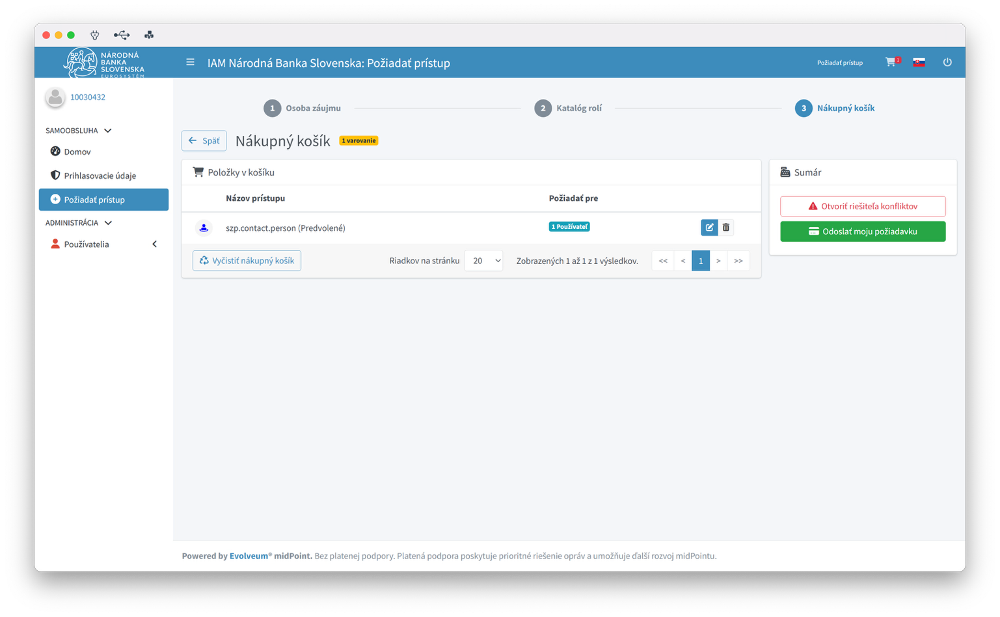 NÁRODNÁ
BANKA
SLOVENSKA
EUROSYSTÉM
IAM Národná Banka Slovenska: Požiadať prístup
Požiadať prístup
1
10030432
SAMOOBSLUHA
Domov
Prihlasovacie údaje
Požiadať prístup
ADMINISTRÁCIA
Používatelia
1 Osoba záujmu
2 Katalóg rolí
3 Nákupný košík
Späť
Nákupný košík
1 varovanie
Položky v košíku
Názov prístupu
Požiadať pre
szp.contact.person (Predvolené)
1 Používateľ
Vyčistiť nákupný košík
Riadkov na stránku
20
Zobrazených 1 až 1 z 1 výsledkov.
<< < 1 > >>
Sumár
Otvoriť riešiteľa konfliktov
Odoslať moju požiadavku
Powered by Evolveum® midPoint. Bez platenej podpory. Platená podpora poskytuje prioritné riešenie opráv a umožňuje ďalší rozvoj midPointu.